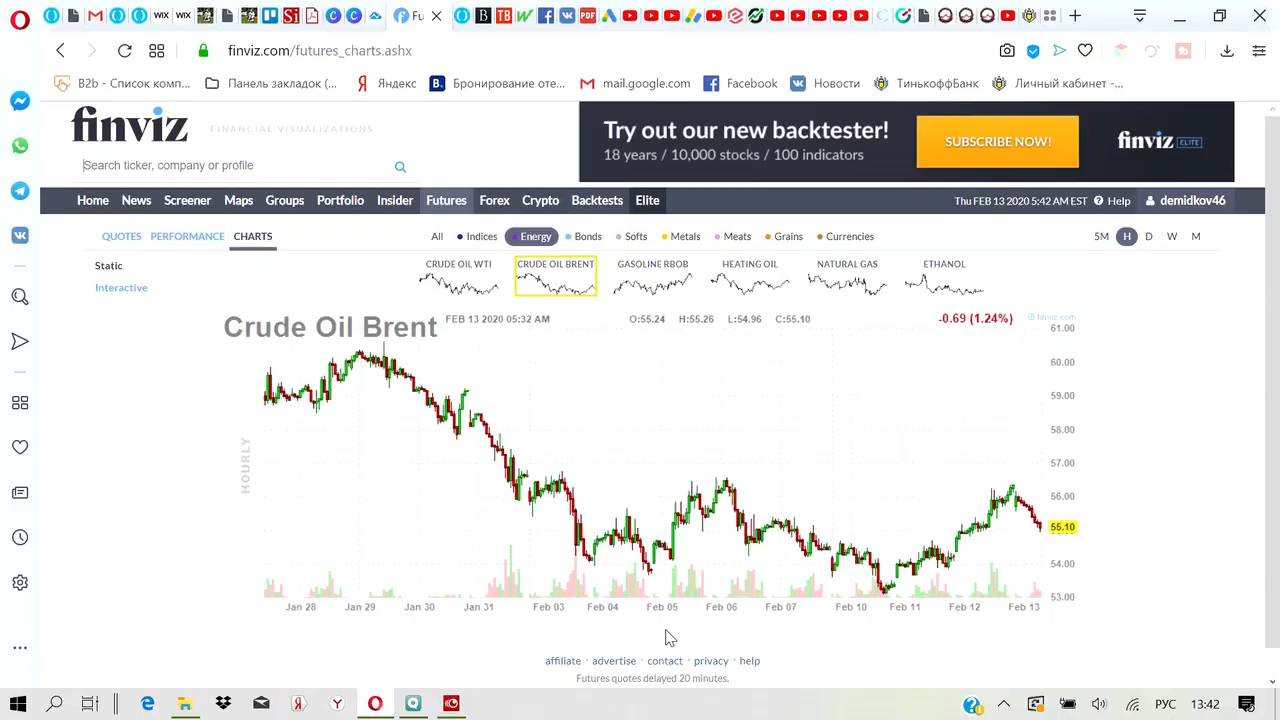 Fu
finviz.com/futures_charts.ashx
B2b - Список комп...
Панель закладок (...
Яндекс
Бронирование оте...
mail.google.com
Facebook
Новости
ТинькоффБанк
Личный кабинет -...
finviz
FINANCIAL VISUALIZATIONS
Search ticker, company or profile
Try out our new backtester!
18 years / 10,000 stocks / 100 indicators
SUBSCRIBE NOW!
finviz ELITE
Home News Screener Maps Groups Portfolio Insider Futures Forex Crypto Backtests Elite
Thu FEB 13 2020 5:42 AM EST Help demidkov46
QUOTES PERFORMANCE CHARTS
All Indices Energy Bonds Softs Metals Meats Grains Currencies
5M H D W M
Static
Interactive
CRUDE OIL WTI CRUDE OIL BRENT GASOLINE RBOB HEATING OIL NATURAL GAS ETHANOL
Crude Oil Brent FEB 13 2020 05:32 AM O:55.24 H:55.26 L:54.96 C:55.10 -0.69 (1.24%)
© finviz.com
61.00
60.00
59.00
58.00
57.00
56.00
55.10
54.00
53.00
HOURLY
Jan 28 Jan 29 Jan 30 Jan 31 Feb 03 Feb 04 Feb 05 Feb 06 Feb 07 Feb 10 Feb 11 Feb 12 Feb 13
affiliate · advertise · contact · privacy · help
Futures quotes delayed 20 minutes.
РУС 13:42